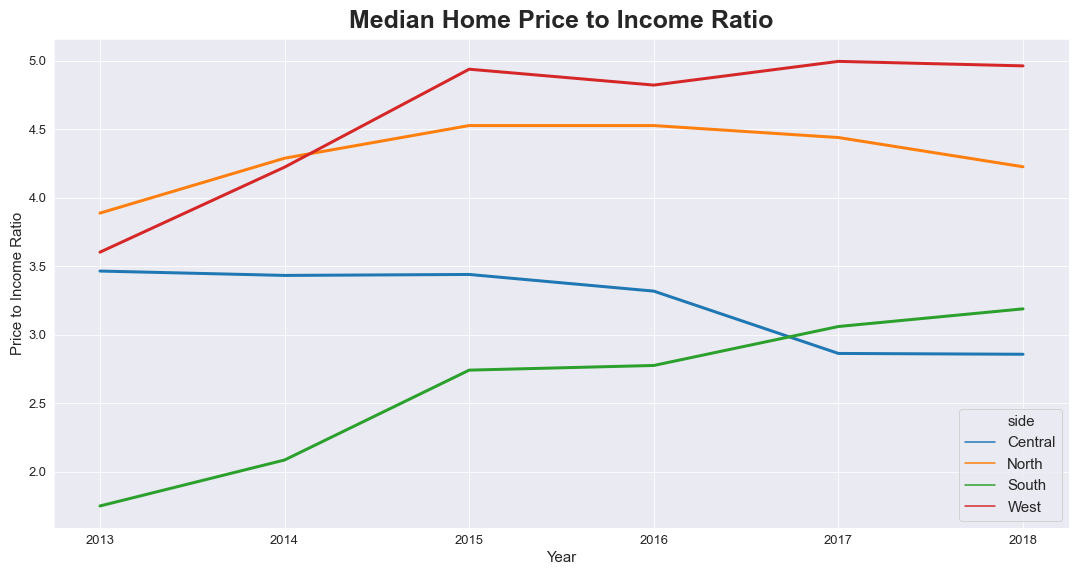 Median Home Price to Income Ratio
Price to Income Ratio
5.0
4.5
4.0
3.5
3.0
2.5
2.0
side
Central
North
South
West
2013 2014 2015 2016 2017 2018
Year